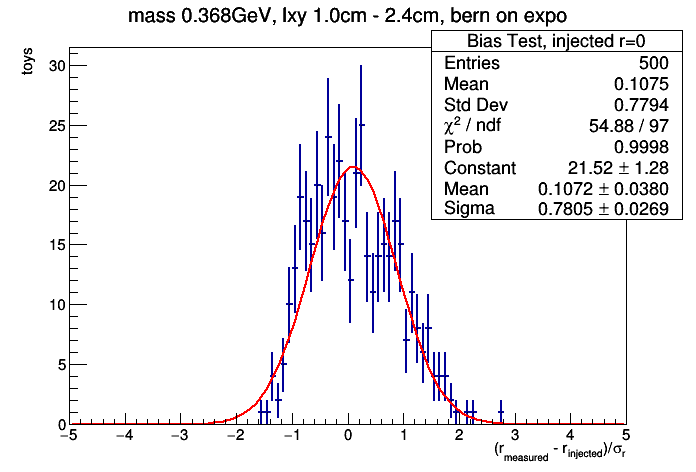 mass 0.368GeV, lxy 1.0cm - 2.4cm, bern on expo
toys
Bias Test, injected r=0
Entries 500
Mean 0.1075
Std Dev 0.7794
χ² / ndf 54.88 / 97
Prob 0.9998
Constant 21.52 ± 1.28
Mean 0.1072 ± 0.0380
Sigma 0.7805 ± 0.0269
30
25
20
15
10
5
0
−5 −4 −3 −2 −1 0 1 2 3 4 5
(r_measured - r_injected)/σ_r